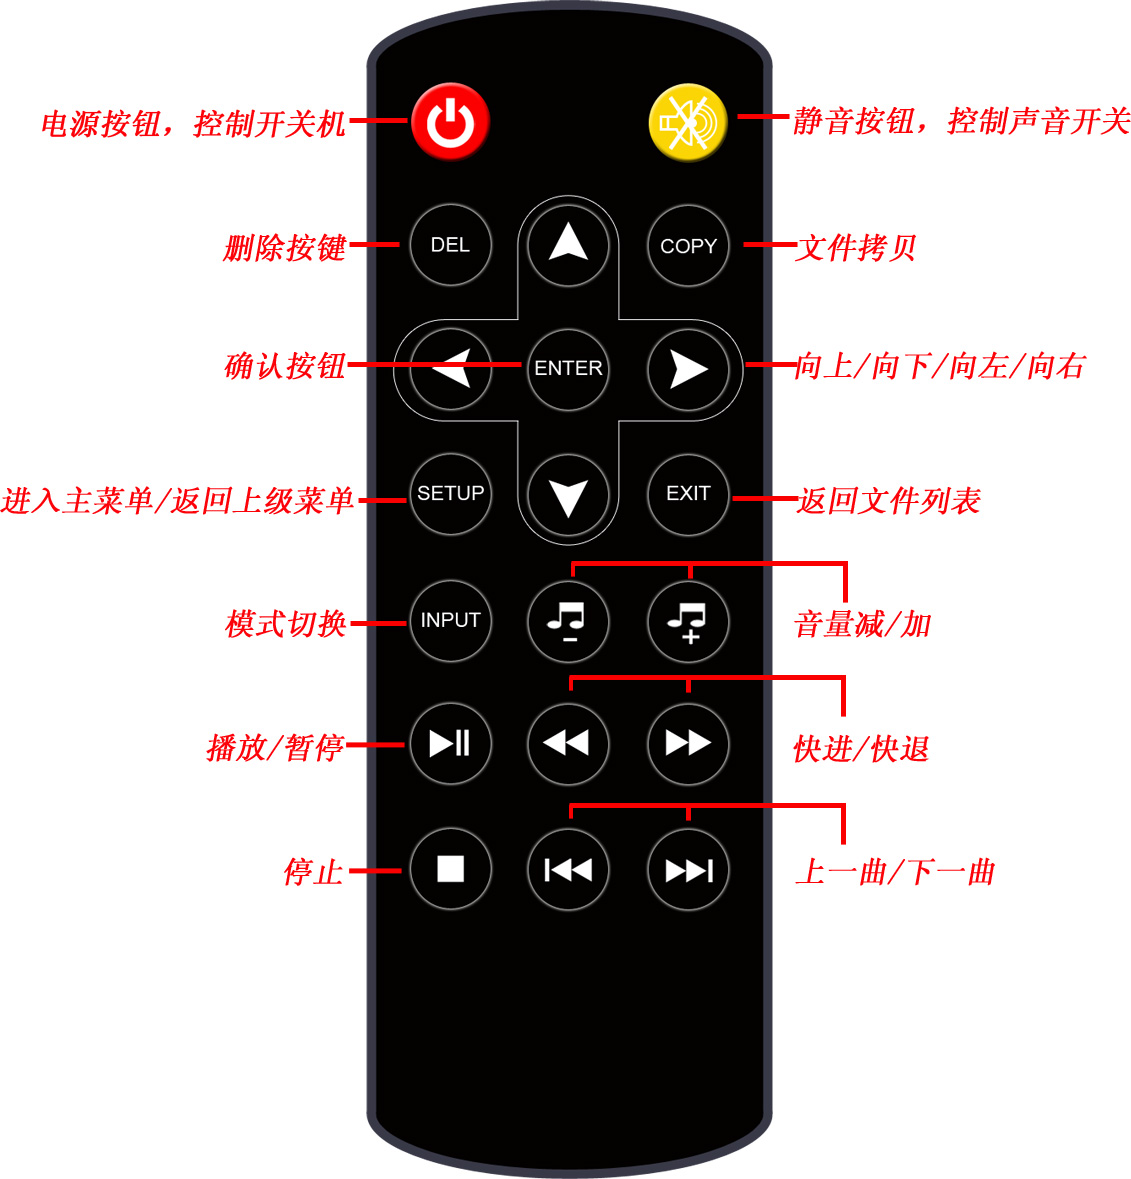 电源按钮，控制开关机
静音按钮，控制声音开关
删除按键
DEL
COPY
文件拷贝
确认按钮
ENTER
向上/向下/向左/向右
进入主菜单/返回上级菜单
SETUP
EXIT
返回文件列表
模式切换
INPUT
音量减/加
播放/暂停
快进/快退
停止
上一曲/下一曲